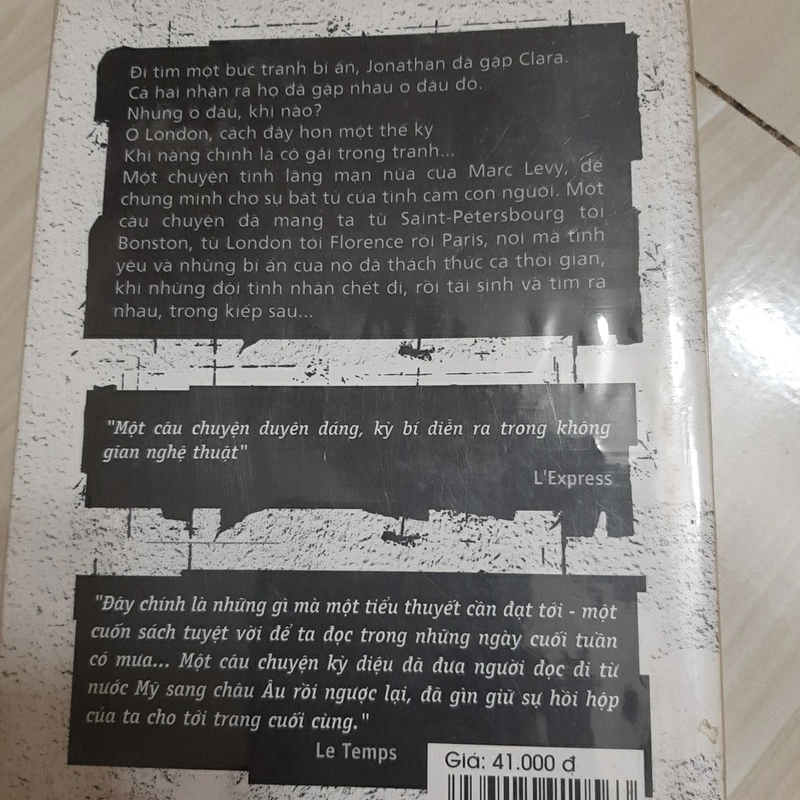 Đi tìm một bức tranh bí ẩn, Jonathan đã gặp Clara.
Cả hai nhận ra họ đã gặp nhau ở đâu đó.
Nhưng ở đâu, khi nào?
Ở London, cách đây hơn một thế kỷ
Khi nàng chính là cô gái trong tranh...
Một chuyện tình lãng mạn nữa của Marc Levy, để
chứng minh cho sự bất tử của tình cảm con người. Một
câu chuyện đã mang ta từ Saint-Pétersbourg tới
Bonston, từ London tới Florence rồi Paris, nơi mà tình
yêu và những bí ẩn của nó đã thách thức cả thời gian,
khi những đôi tình nhân chết đi, rồi tái sinh và tìm ra
nhau, trong kiếp sau...
"Một câu chuyện duyên dáng, kỳ bí diễn ra trong không
gian nghệ thuật"
L'Express
"Đây chính là những gì mà một tiểu thuyết cần đạt tới - một
cuốn sách tuyệt vời để ta đọc trong những ngày cuối tuần
có mưa... Một câu chuyện kỳ diệu đã đưa người đọc đi từ
nước Mỹ sang châu Âu rồi ngược lại, đã gìn giữ sự hồi hộp
của ta cho tới trang cuối cùng."
Le Temps
Giá: 41.000 đ